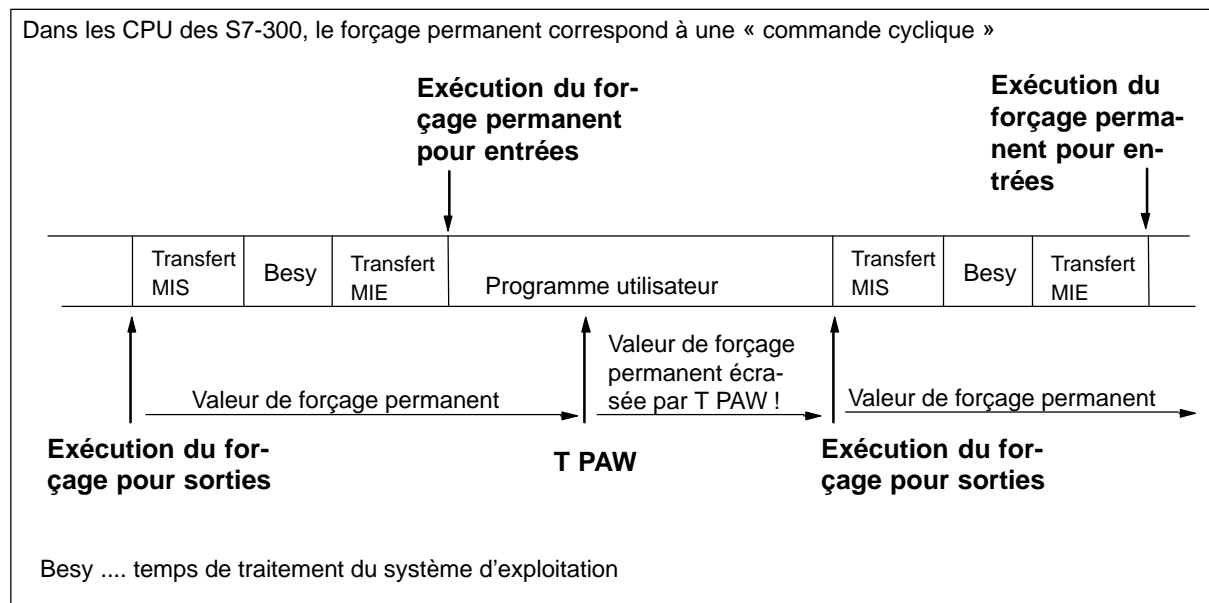 Dans les CPU des S7-300, le forçage permanent correspond à une « commande cyclique »
Exécution du for-
çage permanent
pour entrées
Exécution du
forçage perma-
nent pour en-
trées
Transfert
MIS
Besy
Transfert
MIE
Programme utilisateur
Transfert
MIS
Besy
Transfert
MIE
Valeur de forçage permanent
Valeur de forçage
permanent écra-
sée par T PAW !
Valeur de forçage permanent
Exécution du for-
çage pour sorties
T PAW
Exécution du for-
çage pour sorties
Besy .... temps de traitement du système d'exploitation